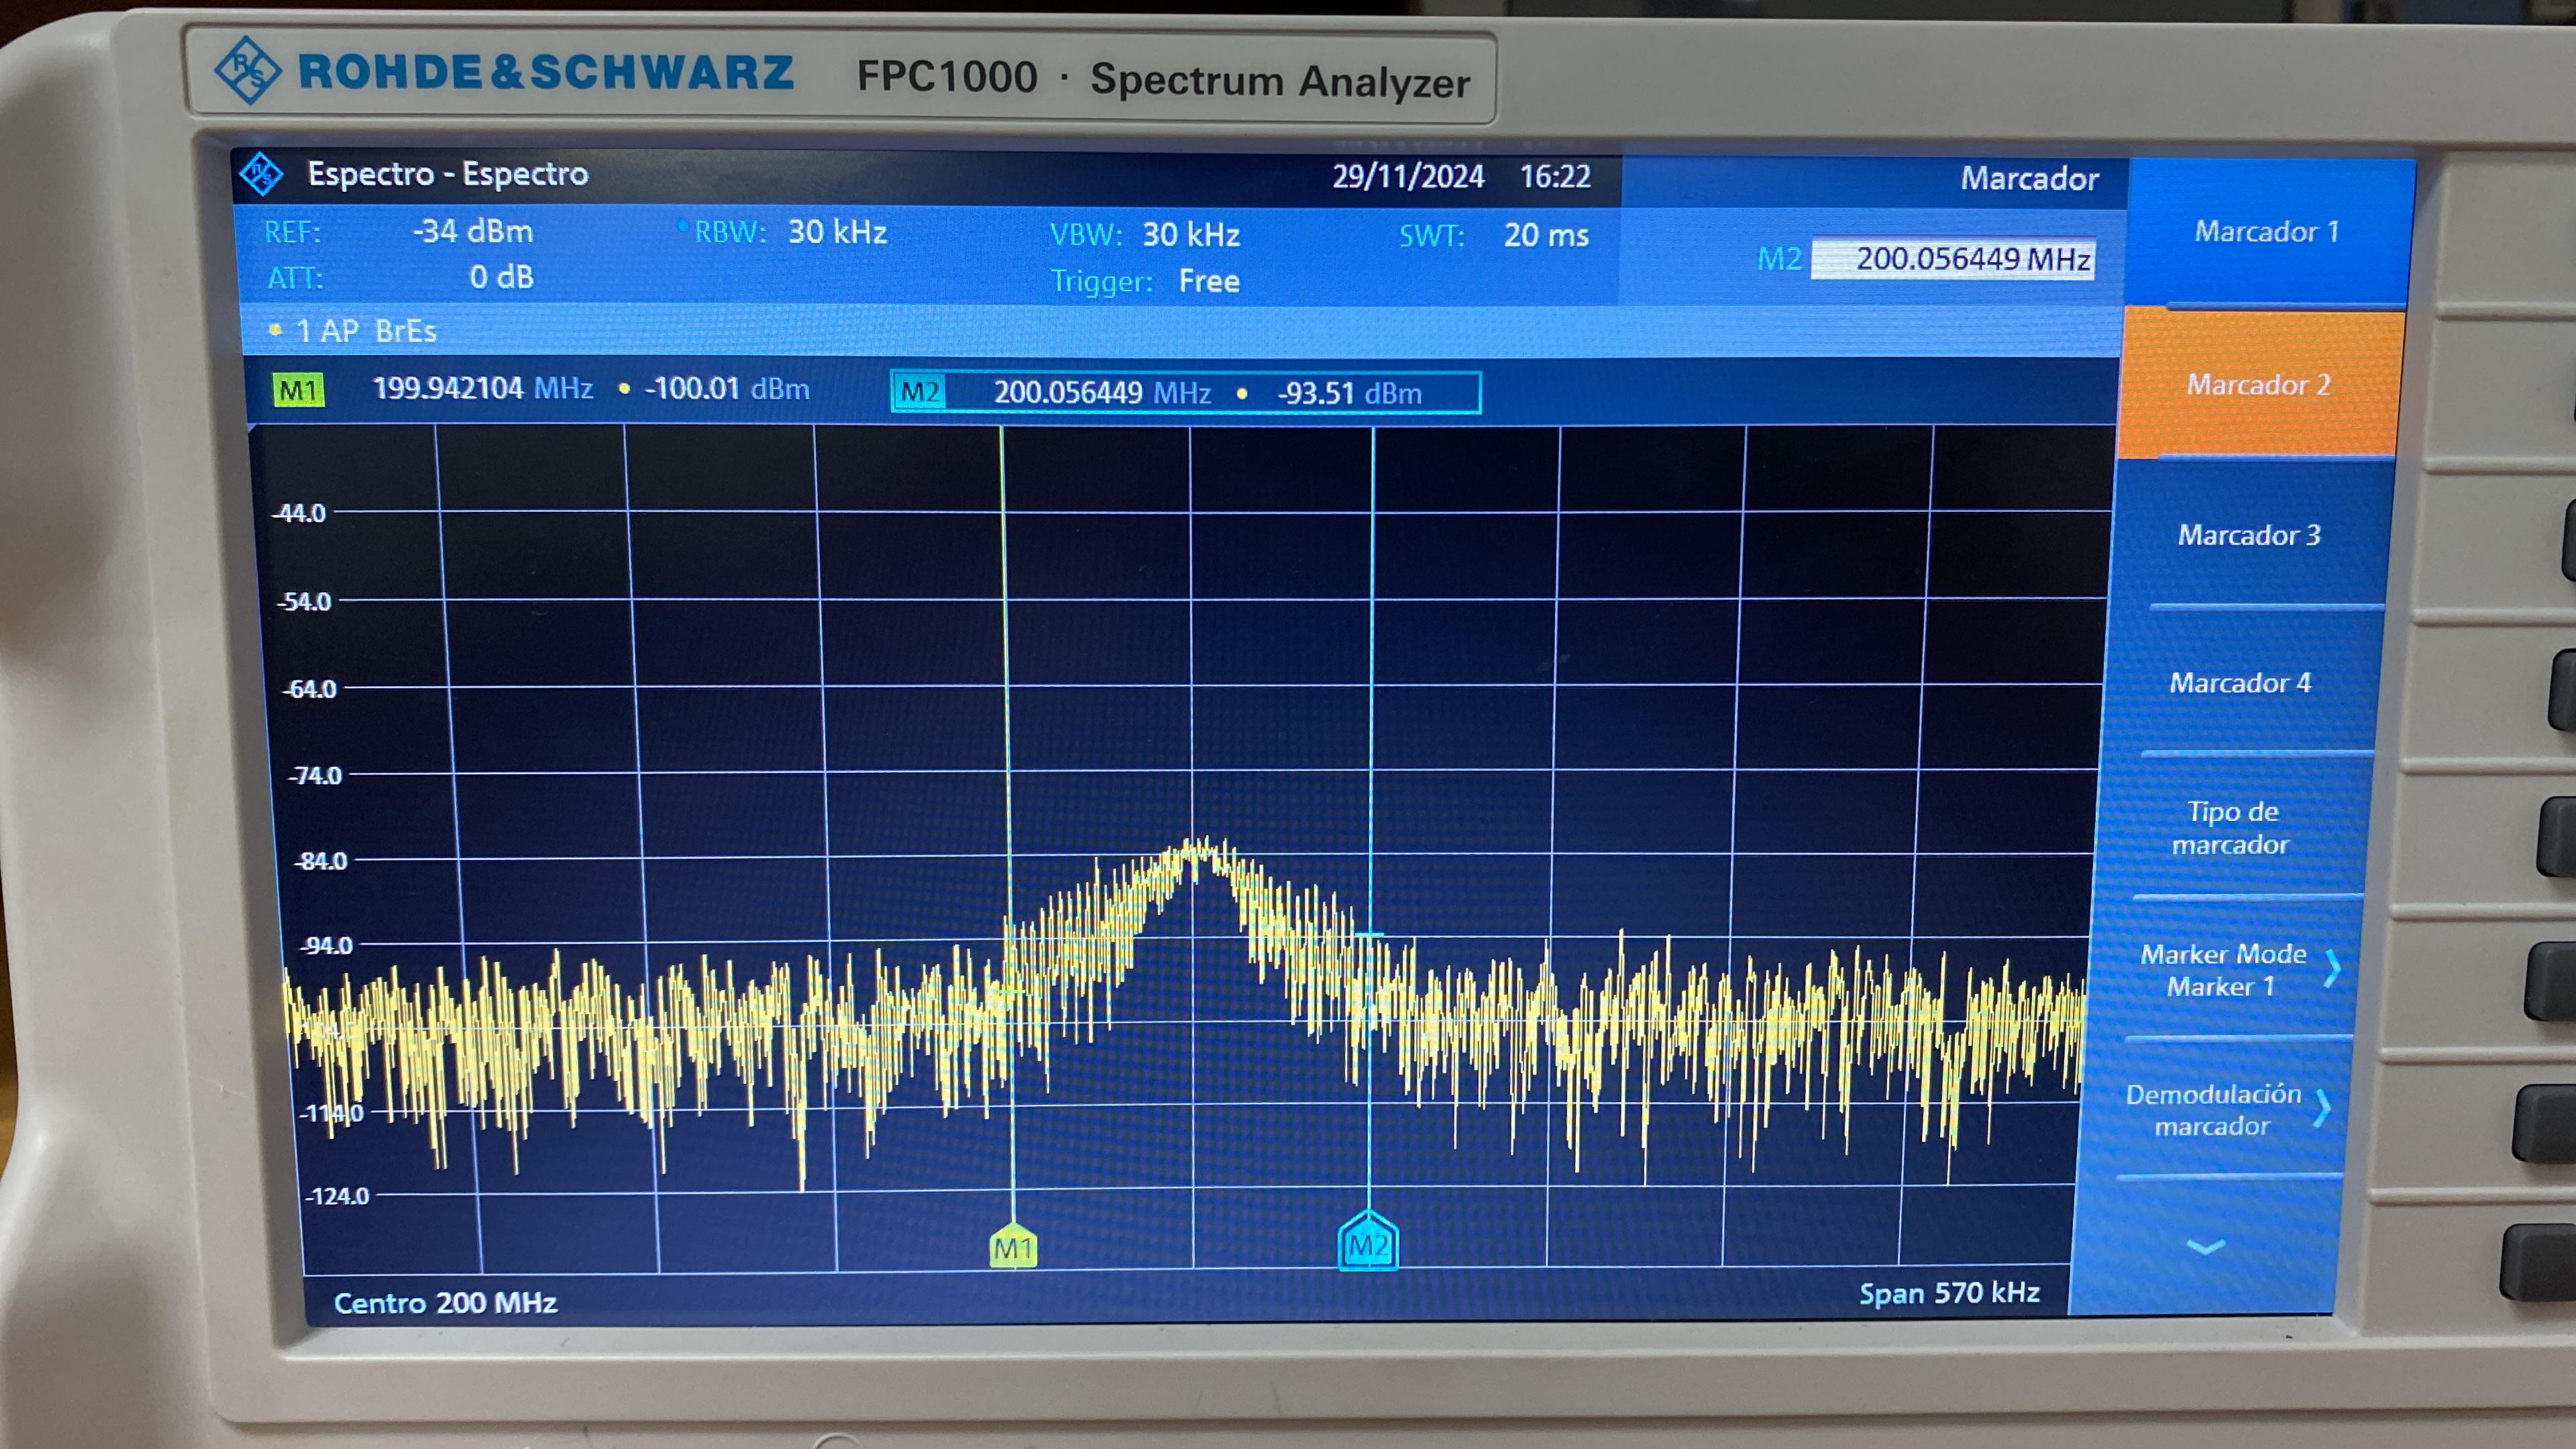 ROHDE & SCHWARZ FPC1000 · Spectrum Analyzer
Espectro - Espectro 29/11/2024 16:22 Marcador
REF: -34 dBm RBW: 30 kHz VBW: 30 kHz SWT: 20 ms
ATT: 0 dB Trigger: Free
M2 200.056449 MHz
1 AP BrEs
M1 199.942104 MHz -100.01 dBm M2 200.056449 MHz -93.51 dBm
-44.0
-54.0
-64.0
-74.0
-84.0
-94.0
-114.0
-124.0
M1 M2
Centro 200 MHz Span 570 kHz
Marcador 1
Marcador 2
Marcador 3
Marcador 4
Tipo de
marcador
Marker Mode
Marker 1
Demodulación
marcador